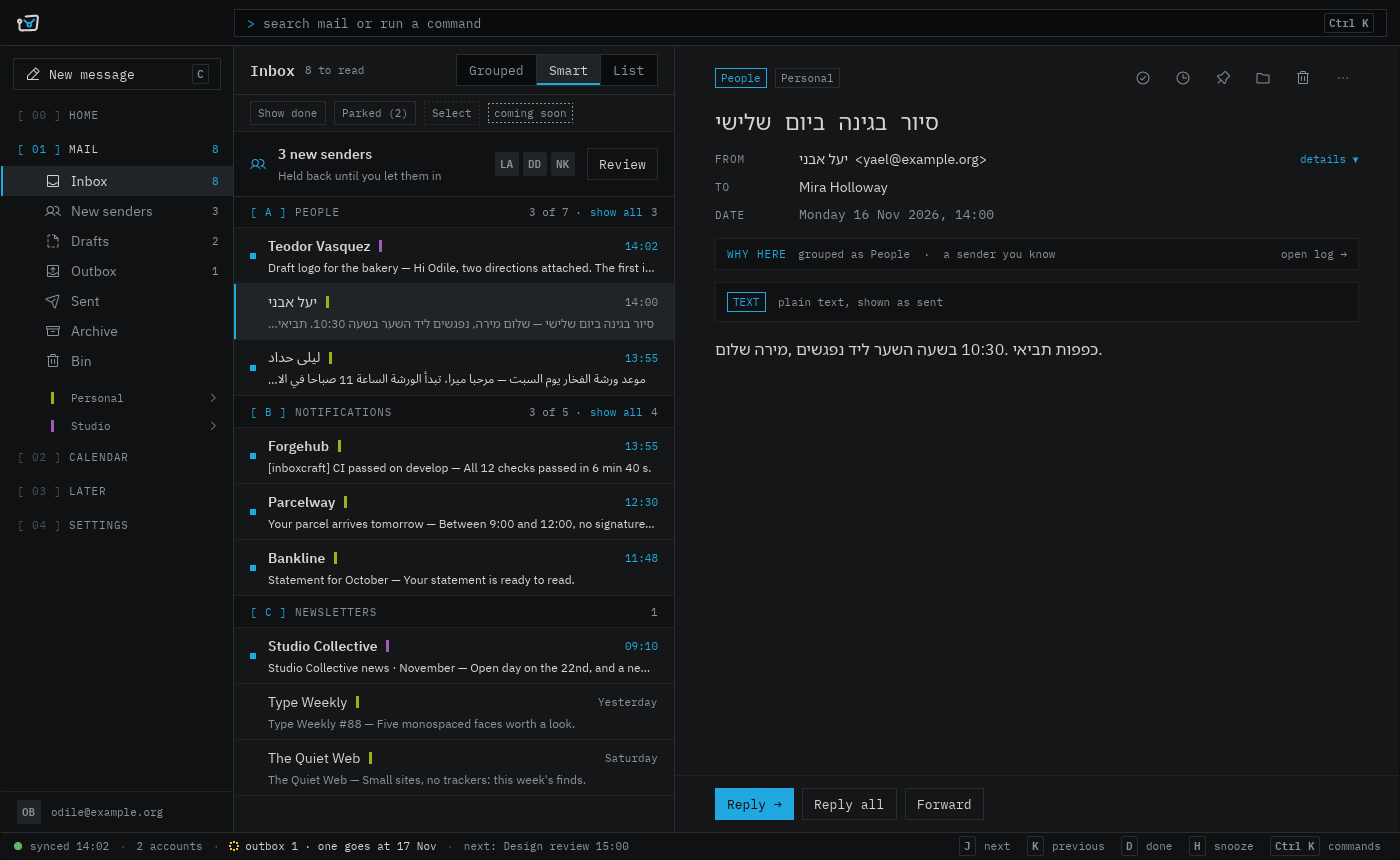 > search mail or run a command
Ctrl K
New message
C
[ 00 ] HOME
[ 01 ] MAIL 8
Inbox 8
New senders 3
Drafts 2
Outbox 1
Sent
Archive
Bin
Personal
Studio
[ 02 ] CALENDAR
[ 03 ] LATER
[ 04 ] SETTINGS
OB odile@example.org
Inbox 8 to read
Grouped Smart List
Show done Parked (2) Select coming soon
3 new senders
Held back until you let them in
LA DD NK Review
[ A ] PEOPLE 3 of 7 · show all 3
Teodor Vasquez 14:02
Draft logo for the bakery — Hi Odile, two directions attached. The first i…
יעל אבני 14:00
סיור בגינה ביום שלישי — שלום מירה, נפגשים ליד השער בשעה 10:30. תביאי…
ليلى حداد 13:55
موعد ورشة الفخار يوم السبت — مرحبا ميرا، تبدأ الورشة الساعة 11 صباحا في الا…
[ B ] NOTIFICATIONS 3 of 5 · show all 4
Forgehub 13:55
[inboxcraft] CI passed on develop — All 12 checks passed in 6 min 40 s.
Parcelway 12:30
Your parcel arrives tomorrow — Between 9:00 and 12:00, no signature…
Bankline 11:48
Statement for October — Your statement is ready to read.
[ C ] NEWSLETTERS 1
Studio Collective 09:10
Studio Collective news · November — Open day on the 22nd, and a ne…
Type Weekly Yesterday
Type Weekly #88 — Five monospaced faces worth a look.
The Quiet Web Saturday
The Quiet Web — Small sites, no trackers: this week's finds.
People Personal
סיור בגינה ביום שלישי
FROM יעל אבני <yael@example.org> details ▾
TO Mira Holloway
DATE Monday 16 Nov 2026, 14:00
WHY HERE grouped as People · a sender you know open log →
TEXT plain text, shown as sent
שלום מירה, נפגשים ליד השער בשעה 10:30. תביאי כפפות.
Reply → Reply all Forward
synced 14:02 · 2 accounts · outbox 1 · one goes at 17 Nov · next: Design review 15:00
J next K previous D done H snooze Ctrl K commands